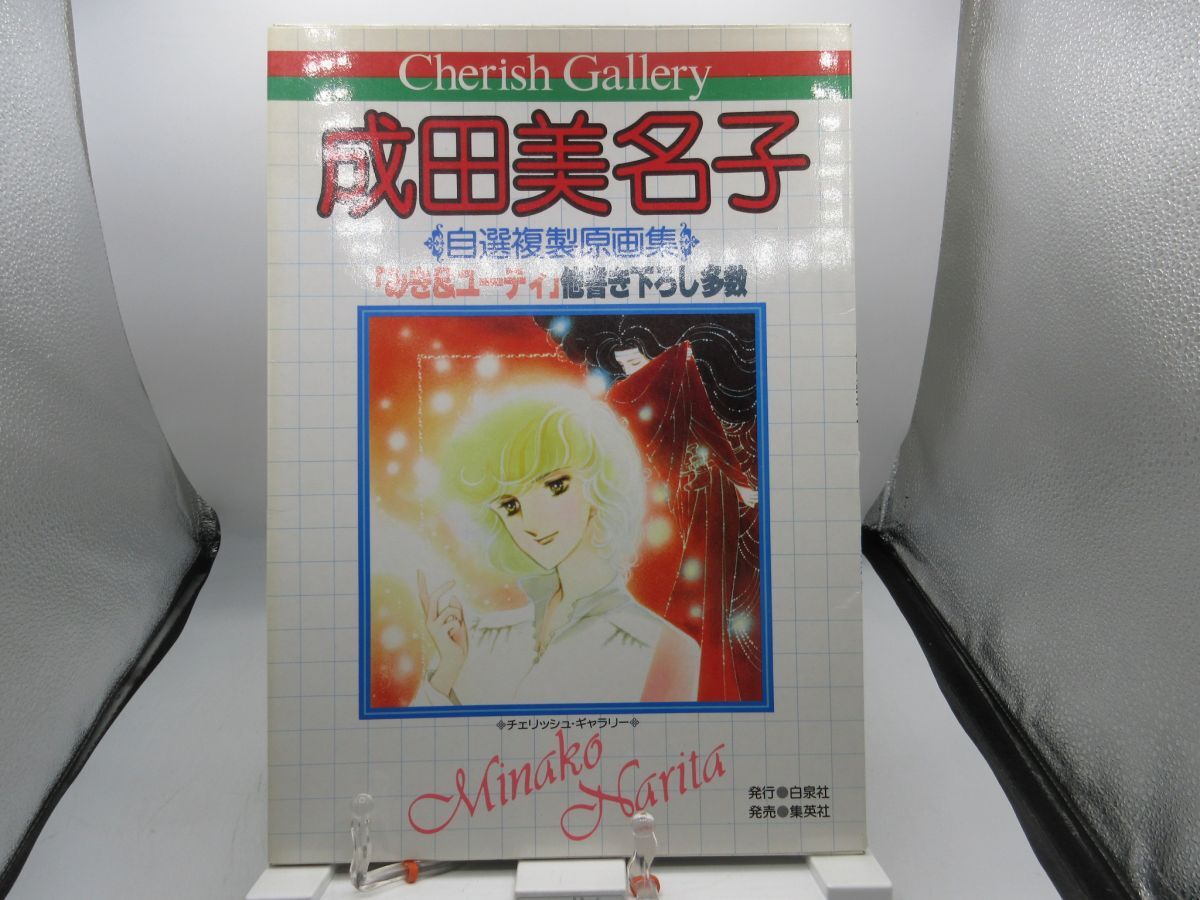 Cherish Gallery
成田美名子
自選複製原画集
「みき&ユーティ」他書き下ろし多数
チェリッシュ・ギャラリー
Minako
Narita
発行●白泉社
発売●集英社